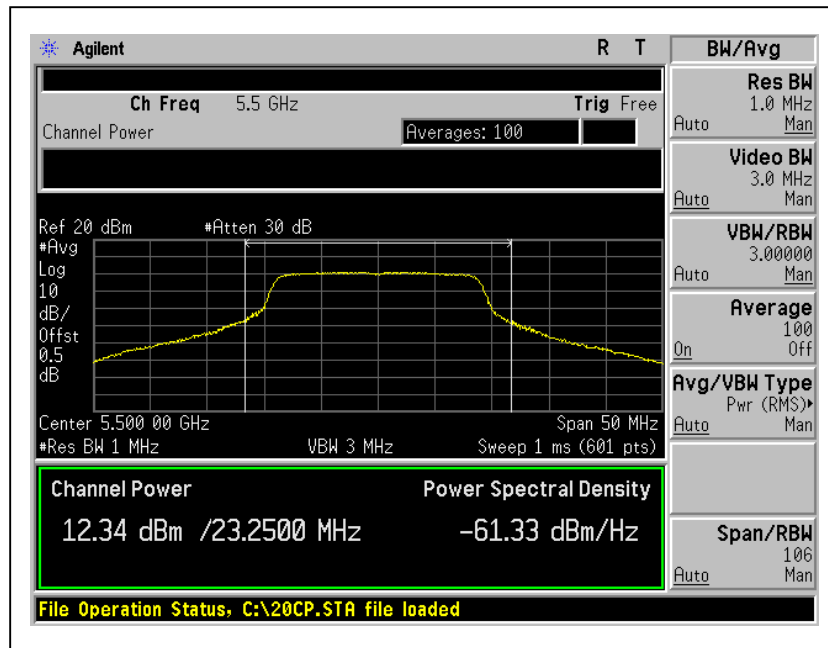 Agilent R T
Ch Freq 5.5 GHz Trig Free
Channel Power Averages: 100
Ref 20 dBm #Atten 30 dB
#Avg
Log
10
dB/
Offst
0.5
dB
Center 5.500 00 GHz Span 50 MHz
#Res BW 1 MHz VBW 3 MHz Sweep 1 ms (601 pts)
Channel Power Power Spectral Density
12.34 dBm /23.2500 MHz -61.33 dBm/Hz
File Operation Status, C:\20CP.STA file loaded
BW/Avg
Res BW
1.0 MHz
Auto Man
Video BW
3.0 MHz
Auto Man
VBW/RBW
3.00000
Auto Man
Average
100
On Off
Avg/VBW Type
Pwr (RMS)▸
Auto Man
Span/RBW
106
Auto Man